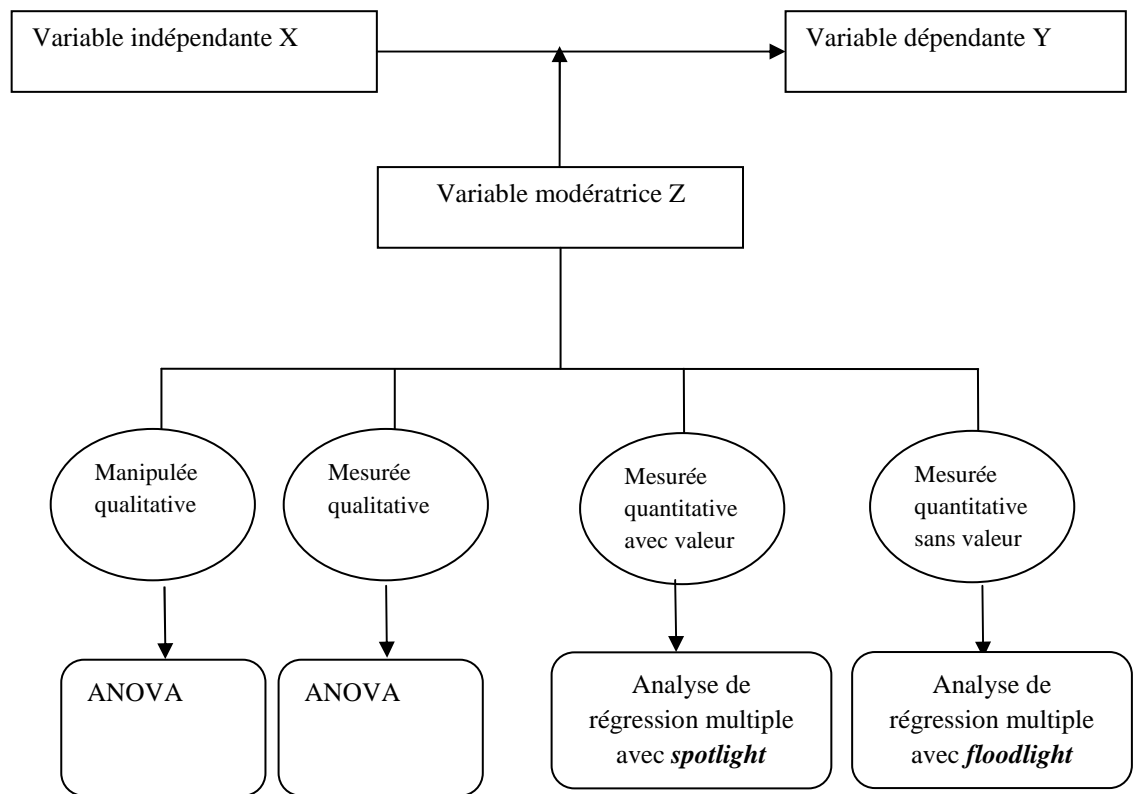 Variable indépendante X
Variable dépendante Y
Variable modératrice Z
Manipulée
qualitative
Mesurée
qualitative
Mesurée
quantitative
avec valeur
Mesurée
quantitative
sans valeur
ANOVA
ANOVA
Analyse de
régression multiple
avec spotlight
Analyse de
régression multiple
avec floodlight